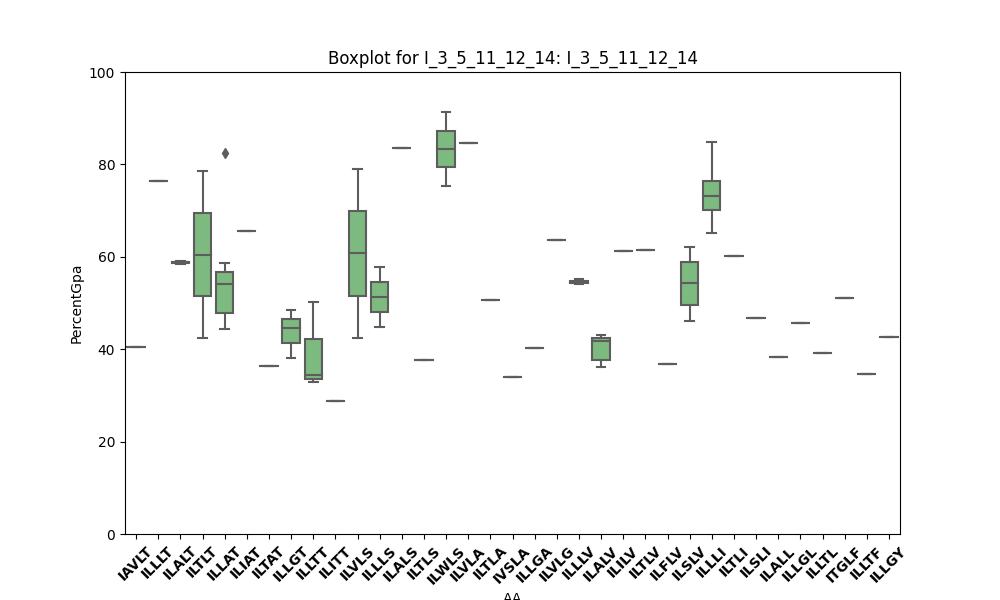 Boxplot for I_3_5_11_12_14: I_3_5_11_12_14
100
80
60
40
20
0
PercentGpa
IAVLT
ILLLT
ILALT
ILTLT
ILLAT
ILIAT
ILTAT
ILLGT
ILLTT
ILITT
ILVLS
ILLLS
ILALS
ILTLS
ILWLS
ILVLA
ILTLA
IVSLA
ILLGA
ILVLG
ILLLV
ILALV
ILILV
ILTLV
ILFLV
ILSLV
ILLLI
ILTLI
ILSLI
ILALL
ILLGL
ILLTL
ITGLF
ILLTF
ILLGY
AA